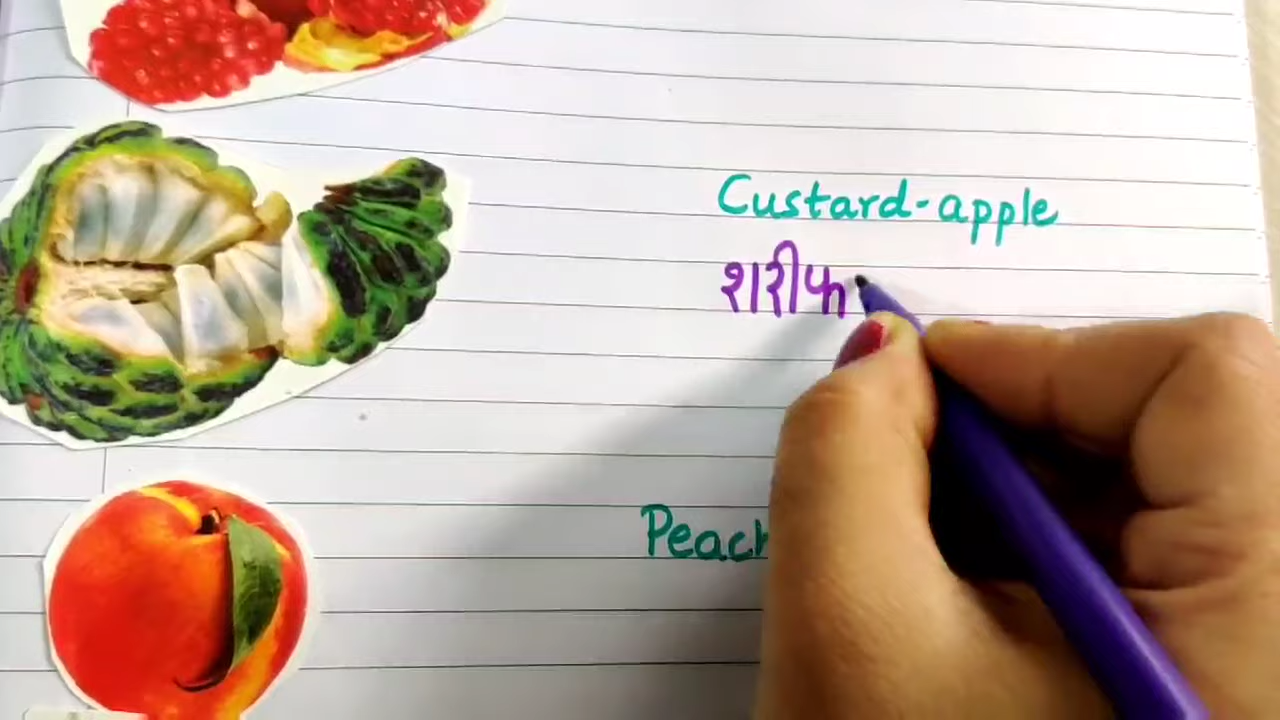 Custard-apple
शरीफ
Peach